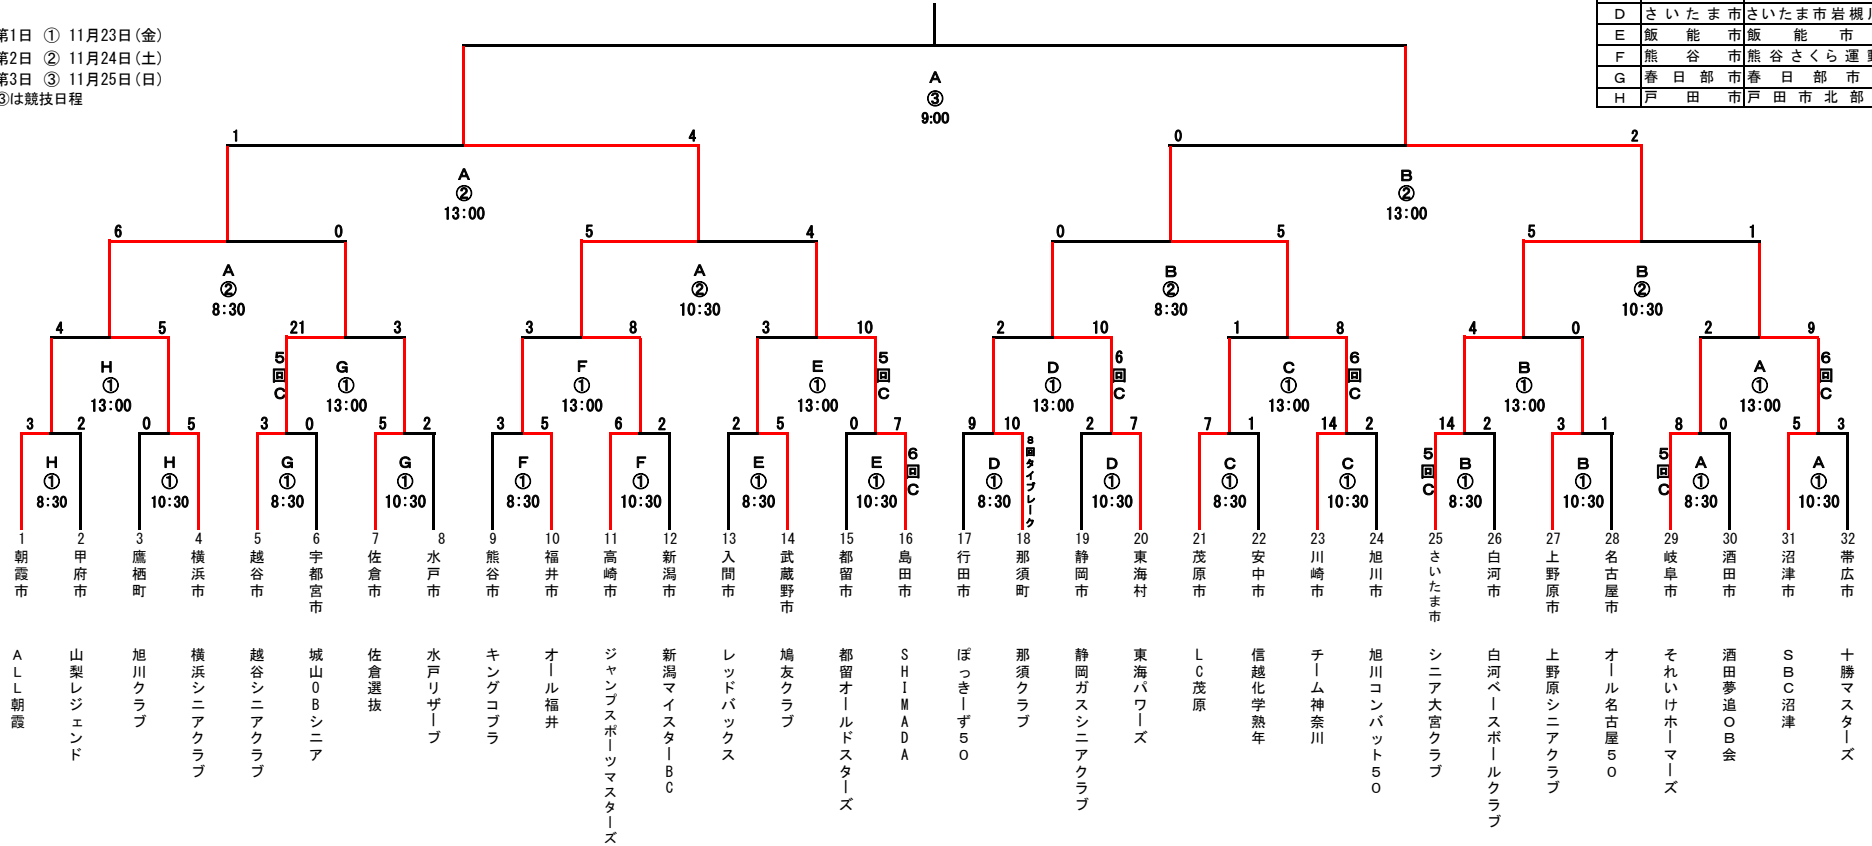 第1日 ① 11月23日(金)
第2日 ② 11月24日(土)
第3日 ③ 11月25日(日)
③は競技日程
D さいたま市 さいたま市岩槻
E 飯能市 飯能市
F 熊谷市 熊谷さくら運動
G 春日部市 春日部市
H 戸田市 戸田市北部
A
③
9:00
1 4 0 2
A
②
13:00
B
②
13:00
6 0 5 4 0 5 5 1
A
②
8:30
A
②
10:30
B
②
8:30
B
②
10:30
4 5 21 3 3 8 3 10 2 10 1 8 4 0 2 9
H
①
13:00
5回C
G
①
13:00
F
①
13:00
E
①
13:00
5回C
D
①
13:00
6回C
C
①
13:00
6回C
B
①
13:00
A
①
13:00
6回C
3 2 0 5 3 0 5 2 3 5 6 2 2 5 0 7 9 10 2 7 7 1 14 2 14 2 3 1 8 0 5 3
H
①
8:30
H
①
10:30
G
①
8:30
G
①
10:30
F
①
8:30
F
①
10:30
E
①
8:30
E
①
10:30
6回C
D
①
8:30
8回タイブレーク
D
①
10:30
C
①
8:30
C
①
10:30
5回C
B
①
8:30
B
①
10:30
5回C
A
①
8:30
A
①
10:30
1 朝霞市 ALL朝霞
2 甲府市 山梨レジェンド
3 鷹栖町 旭川クラブ
4 横浜市 横浜シニアクラブ
5 越谷市 越谷シニアクラブ
6 宇都宮市 城山OBシニア
7 佐倉市 佐倉選抜
8 水戸市 水戸リザーブ
9 熊谷市 キングコブラ
10 福井市 オール福井
11 高崎市 ジャンプスポーツマスターズ
12 新潟市 新潟マイスターBC
13 入間市 レッドバックス
14 武蔵野市 鳩友クラブ
15 都留市 都留オールドスターズ
16 島田市 SHIMADA
17 行田市 ぽっきーず50
18 那須町 那須クラブ
19 静岡市 静岡ガスシニアクラブ
20 東海村 東海パワーズ
21 茂原市 LC茂原
22 安中市 信越化学熟年
23 川崎市 チーム神奈川
24 旭川市 旭川コンバット50
25 さいたま市 シニア大宮クラブ
26 白河市 白河ベースボールクラブ
27 上野原市 上野原シニアクラブ
28 名古屋市 オール名古屋50
29 岐阜市 それいけホーマーズ
30 酒田市 酒田夢追OB会
31 沼津市 SBC沼津
32 帯広市 十勝マスターズ